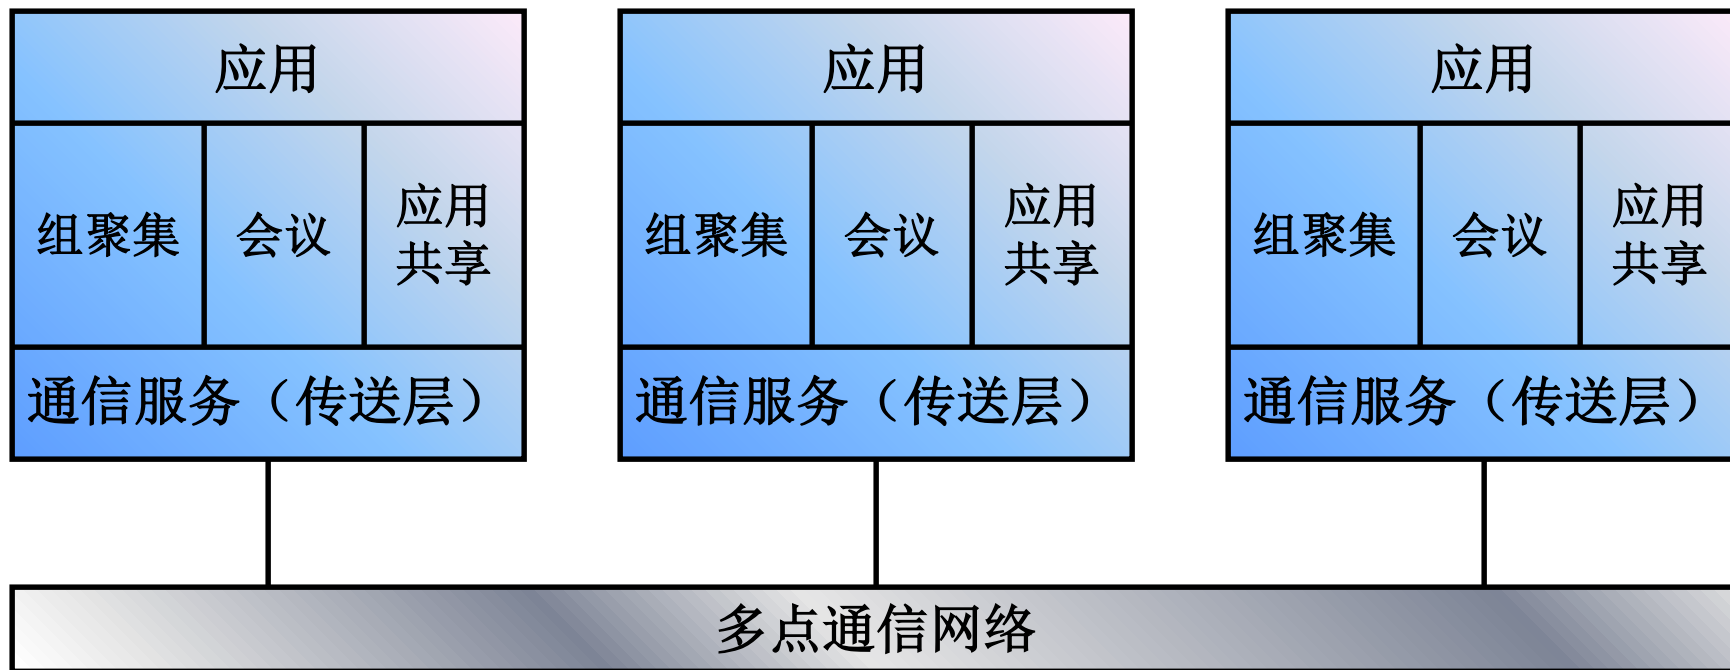 应用
组聚集
会议
应用
共享
通信服务（传送层）
应用
组聚集
会议
应用
共享
通信服务（传送层）
应用
组聚集
会议
应用
共享
通信服务（传送层）
多点通信网络